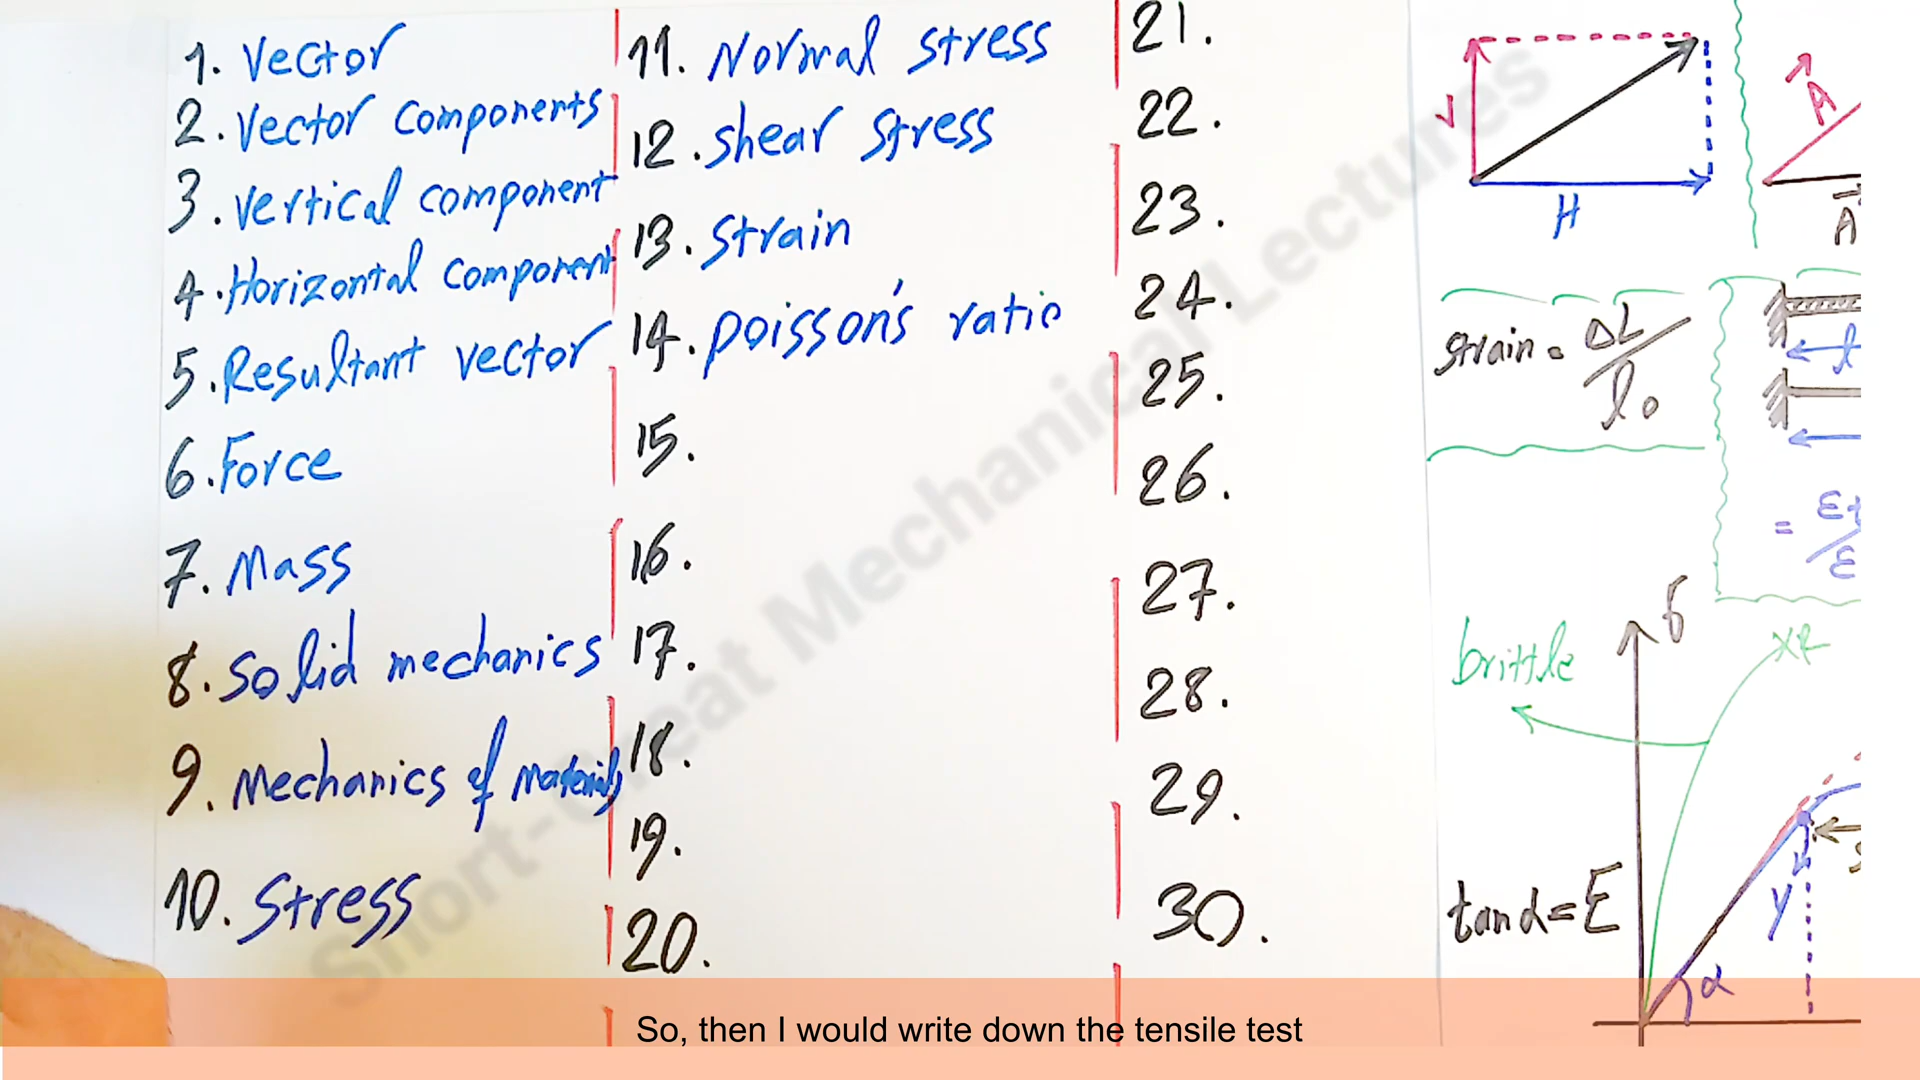 1. Vector
2. Vector components
3. Vertical component
4. Horizontal component
5. Resultant vector
6. Force
7. Mass
8. Solid mechanics
9. Mechanics of materials
10. Stress
11. Normal stress
12. Shear stress
13. Strain
14. Poisson's ratio
15.
16.
17.
18.
19.
20.
21.
22.
23.
24.
25.
26.
27.
28.
29.
30.
V
H
A
A
strain = ΔL/l0
l
= εt/ε
σ
brittle
XR
Y
tan α = E
α
Short-Great Mechanical Lectures
So, then I would write down the tensile test